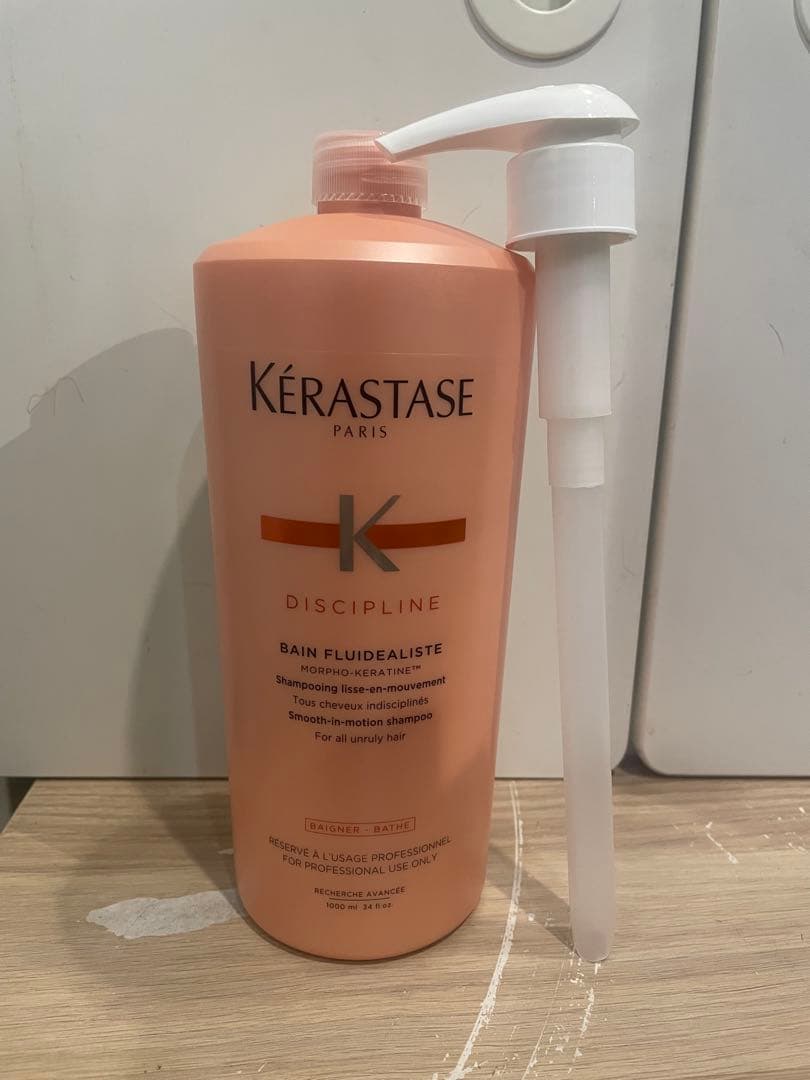 KÉRASTASE
PARIS
K
DISCIPLINE
BAIN FLUIDEALISTE
MORPHO-KERATINE™
Shampooing lisse-en-mouvement
Tous cheveux indisciplinés
Smooth-in-motion shampoo
For all unruly hair
BAIGNER - BATHE
RESERVÉ À L'USAGE PROFESSIONNEL
FOR PROFESSIONAL USE ONLY
RECHERCHE AVANCÉE
1000 ml 34 fl oz